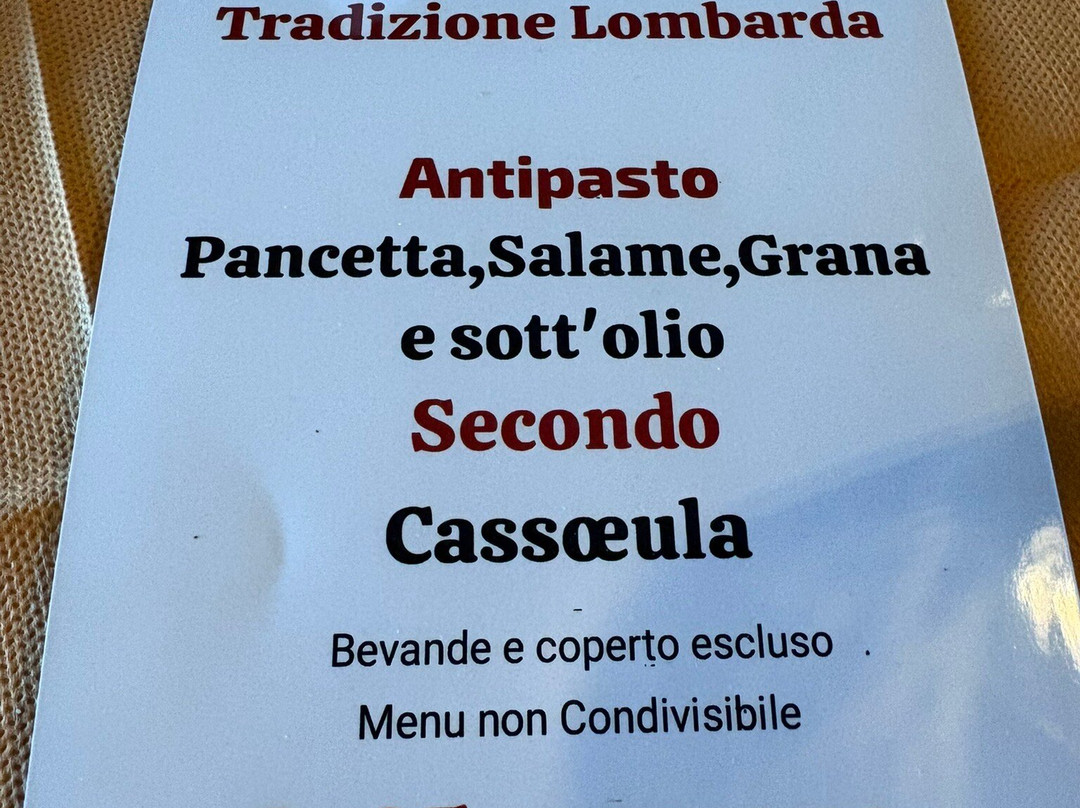 Tradizione Lombarda
Antipasto
Pancetta,Salame,Grana
e sott'olio
Secondo
Cassœula
-
Bevande e coperto escluso .
Menu non Condivisibile